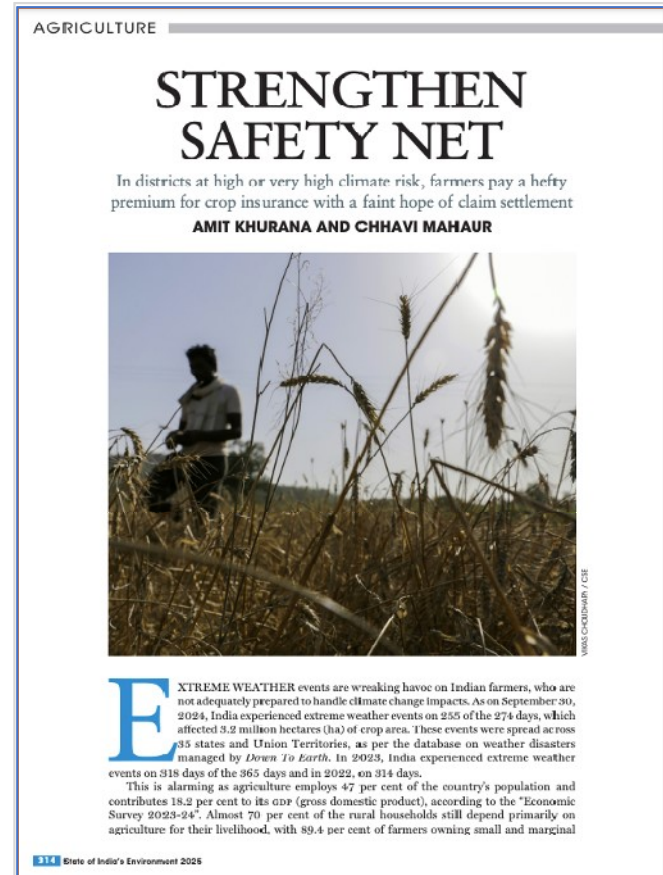 AGRICULTURE
STRENGTHEN
SAFETY NET
In districts at high or very high climate risk, farmers pay a hefty
premium for crop insurance with a faint hope of claim settlement
AMIT KHURANA AND CHHAVI MAHAUR
VIKAS CHOUDHARY / CSE
EXTREME WEATHER events are wreaking havoc on Indian farmers, who are
not adequately prepared to handle climate change impacts. As on September 30,
2024, India experienced extreme weather events on 255 of the 274 days, which
affected 3.2 million hectares (ha) of crop area. These events were spread across
35 states and Union Territories, as per the database on weather disasters
managed by Down To Earth. In 2023, India experienced extreme weather
events on 318 days of the 365 days and in 2022, on 314 days.
This is alarming as agriculture employs 47 per cent of the country's population and
contributes 18.2 per cent to its GDP (gross domestic product), according to the "Economic
Survey 2023-24". Almost 70 per cent of the rural households still depend primarily on
agriculture for their livelihood, with 89.4 per cent of farmers owning small and marginal
314 State of India's Environment 2025